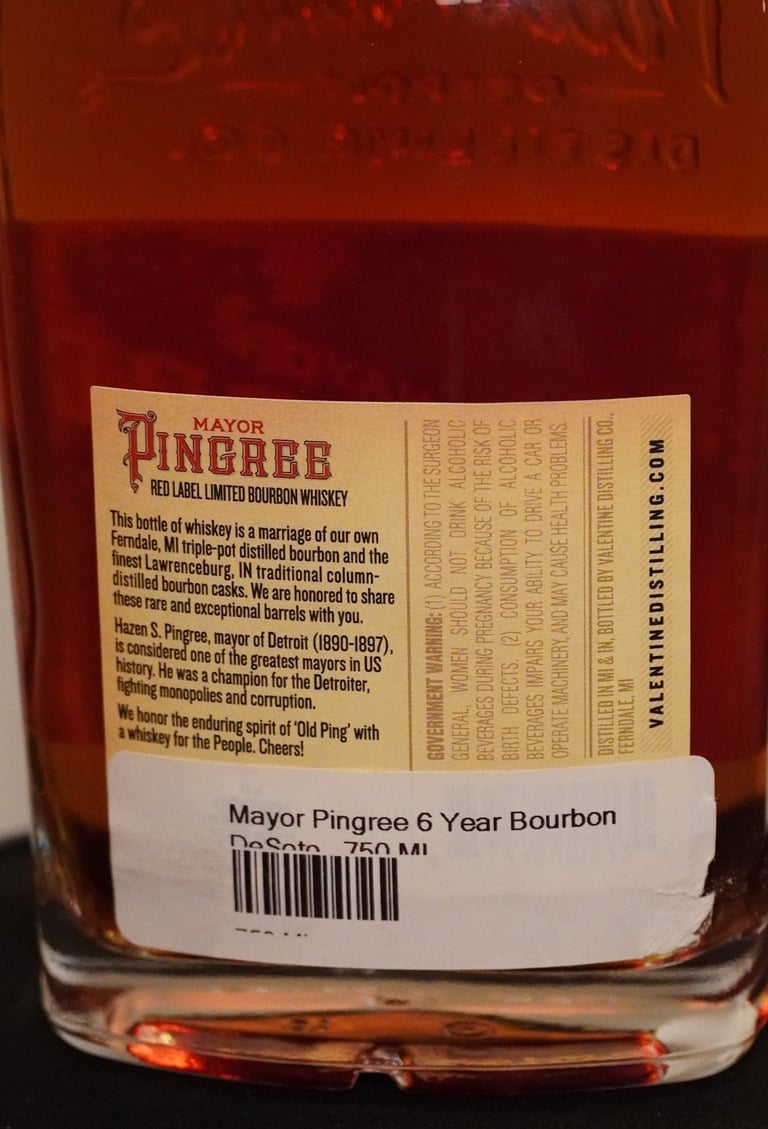 MAYOR
PINGREE
RED LABEL LIMITED BOURBON WHISKEY
This bottle of whiskey is a marriage of our own
Ferndale, MI triple-pot distilled bourbon and the
finest Lawrenceburg, IN traditional column-
distilled bourbon casks. We are honored to share
these rare and exceptional barrels with you.
Hazen S. Pingree, mayor of Detroit (1890-1897),
is considered one of the greatest mayors in US
history. He was a champion for the Detroiter,
fighting monopolies and corruption.
We honor the enduring spirit of 'Old Ping' with
a whiskey for the People. Cheers!
GOVERNMENT WARNING: (1) ACCORDING TO THE SURGEON
GENERAL, WOMEN SHOULD NOT DRINK ALCOHOLIC
BEVERAGES DURING PREGNANCY BECAUSE OF THE RISK OF
BIRTH DEFECTS. (2) CONSUMPTION OF ALCOHOLIC
BEVERAGES IMPAIRS YOUR ABILITY TO DRIVE A CAR OR
OPERATE MACHINERY, AND MAY CAUSE HEALTH PROBLEMS.
DISTILLED IN MI & IN, BOTTLED BY VALENTINE DISTILLING CO.,
FERNDALE, MI
VALENTINEDISTILLING.COM
Mayor Pingree 6 Year Bourbon
DeSoto 750 ML